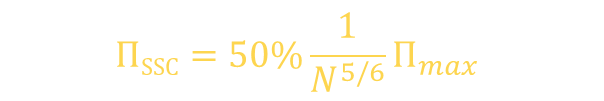 Π_SSC = 50% 1/N^{5/6} Π_max